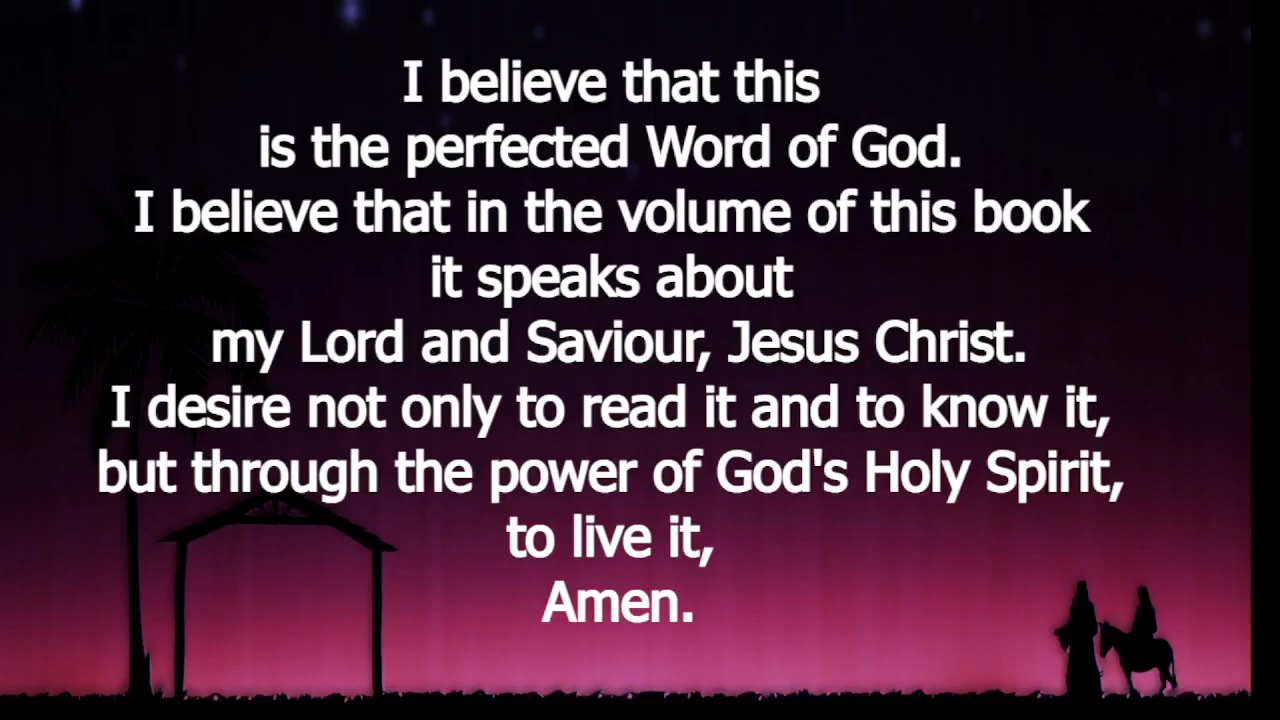 I believe that this
is the perfected Word of God.
I believe that in the volume of this book
it speaks about
my Lord and Saviour, Jesus Christ.
I desire not only to read it and to know it,
but through the power of God's Holy Spirit,
to live it,
Amen.